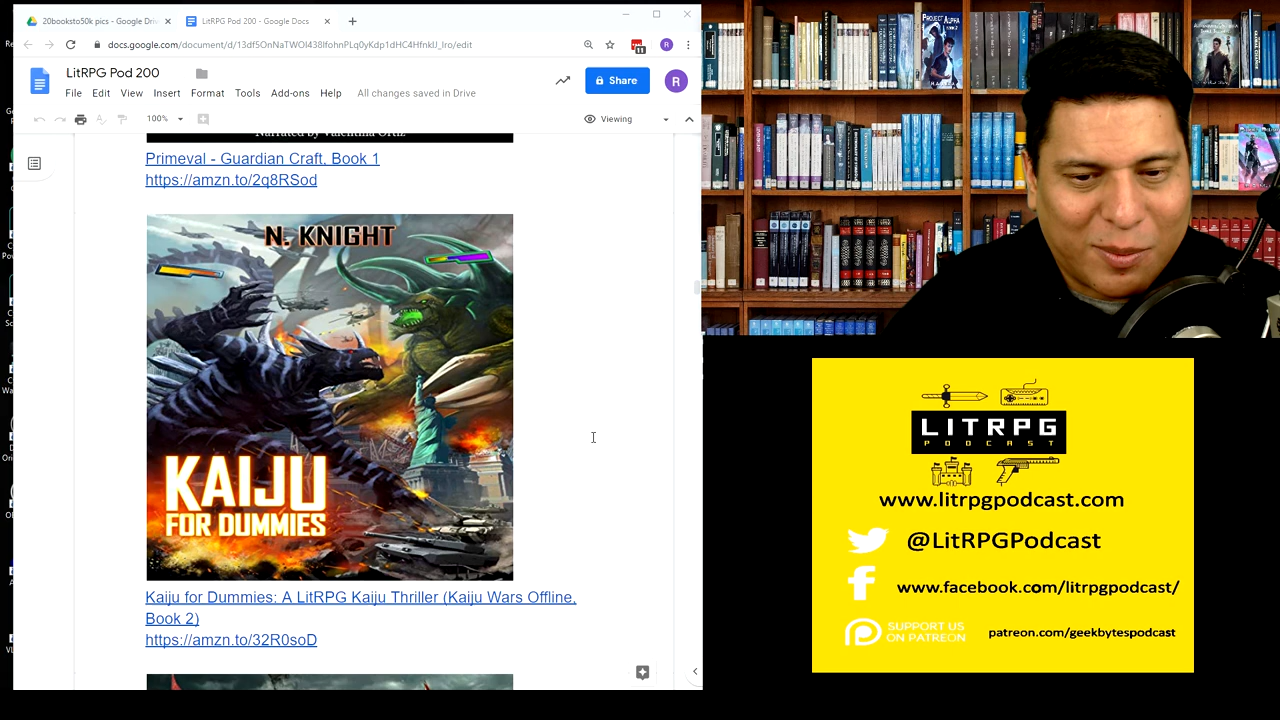 20booksto50k pics - Google Dri
LitRPG Pod 200 - Google Docs
docs.google.com/document/d/13df5OnNaTWOI438IfohnPLq0yKdp1dHC4HfnklJ_Iro/edit
11
R
LitRPG Pod 200
Share
R
File Edit View Insert Format Tools Add-ons Help All changes saved in Drive
100%
Viewing
Narrated by Valentina Ortiz
Primeval - Guardian Craft, Book 1
https://amzn.to/2q8RSod
N. KNIGHT
KAIJU
FOR DUMMIES
Kaiju for Dummies: A LitRPG Kaiju Thriller (Kaiju Wars Offline,
Book 2)
https://amzn.to/32R0soD
PROJECT
ALPHA
LITRPG
PODCAST
www.litrpgpodcast.com
@LitRPGPodcast
www.facebook.com/litrpgpodcast/
SUPPORT US
ON PATREON
patreon.com/geekbytespodcast